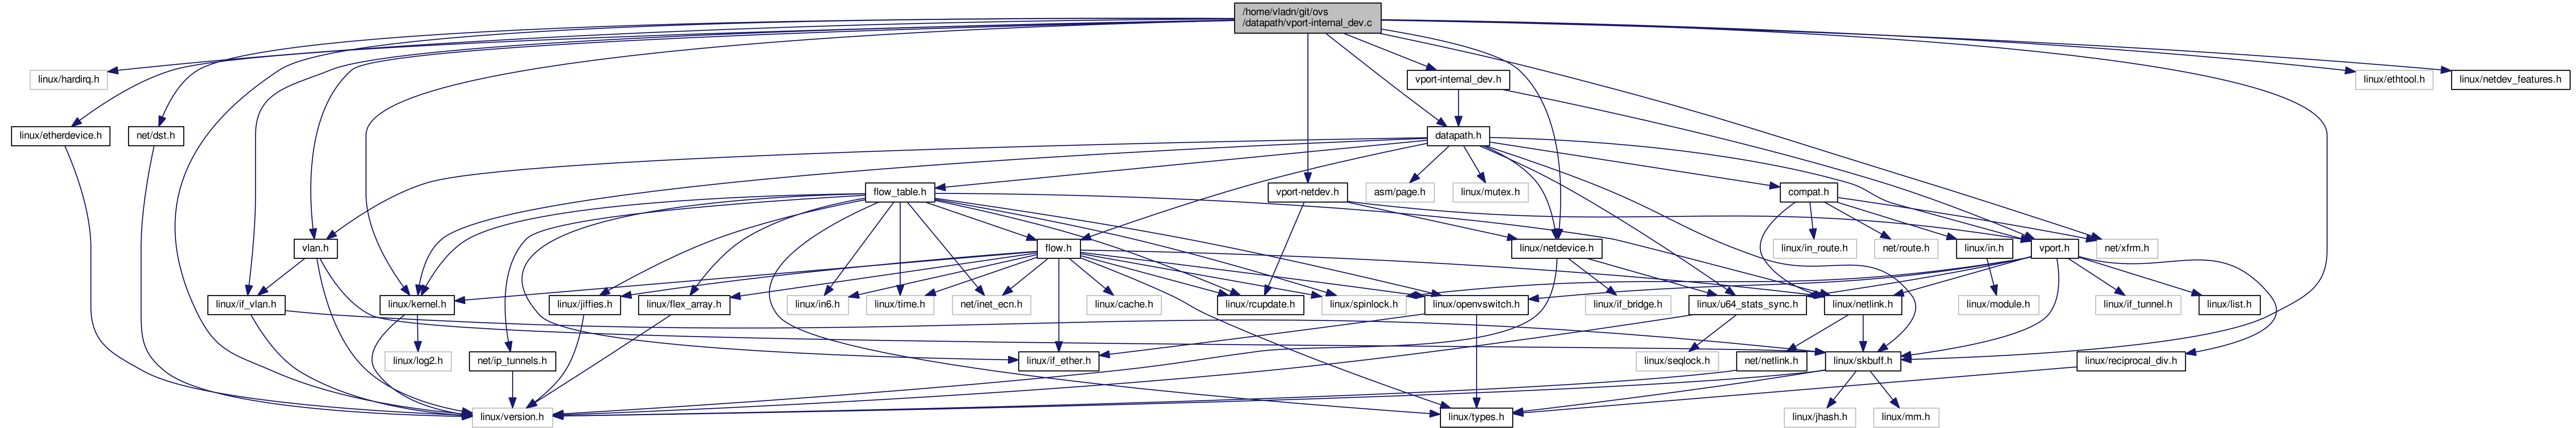 /home/vladn/git/ovs
/datapath/vport-internal_dev.c
linux/hardirq.h
vport-internal_dev.h
linux/ethtool.h
linux/netdev_features.h
linux/etherdevice.h
net/dst.h
datapath.h
flow_table.h
vport-netdev.h
asm/page.h
linux/mutex.h
compat.h
vlan.h
flow.h
linux/netdevice.h
linux/in_route.h
net/route.h
linux/in.h
vport.h
net/xfrm.h
linux/if_vlan.h
linux/kernel.h
linux/jiffies.h
linux/flex_array.h
linux/in6.h
linux/time.h
net/inet_ecn.h
linux/cache.h
linux/rcupdate.h
linux/spinlock.h
linux/openvswitch.h
linux/if_bridge.h
linux/u64_stats_sync.h
linux/netlink.h
linux/module.h
linux/if_tunnel.h
linux/list.h
linux/log2.h
net/ip_tunnels.h
linux/if_ether.h
linux/seqlock.h
net/netlink.h
linux/skbuff.h
linux/reciprocal_div.h
linux/version.h
linux/types.h
linux/jhash.h
linux/mm.h